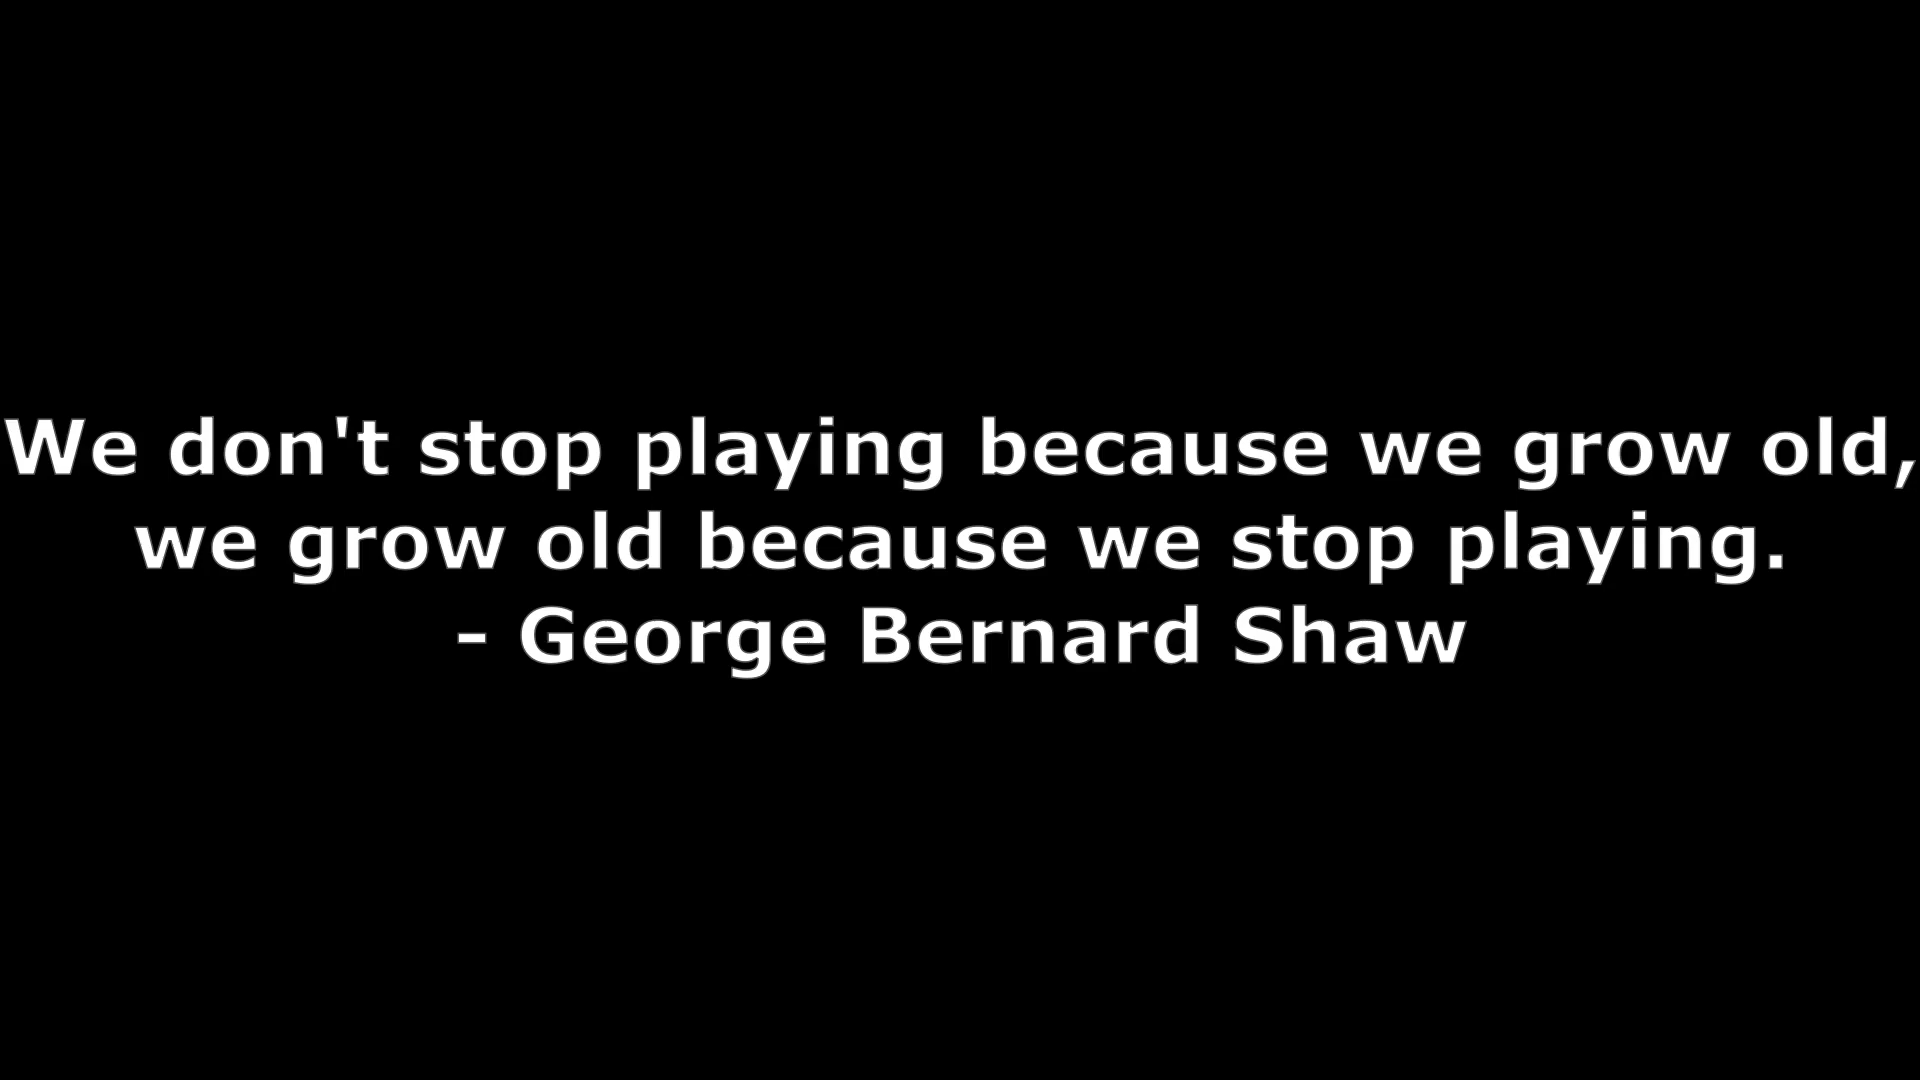 We don't stop playing because we grow old,
we grow old because we stop playing.
- George Bernard Shaw